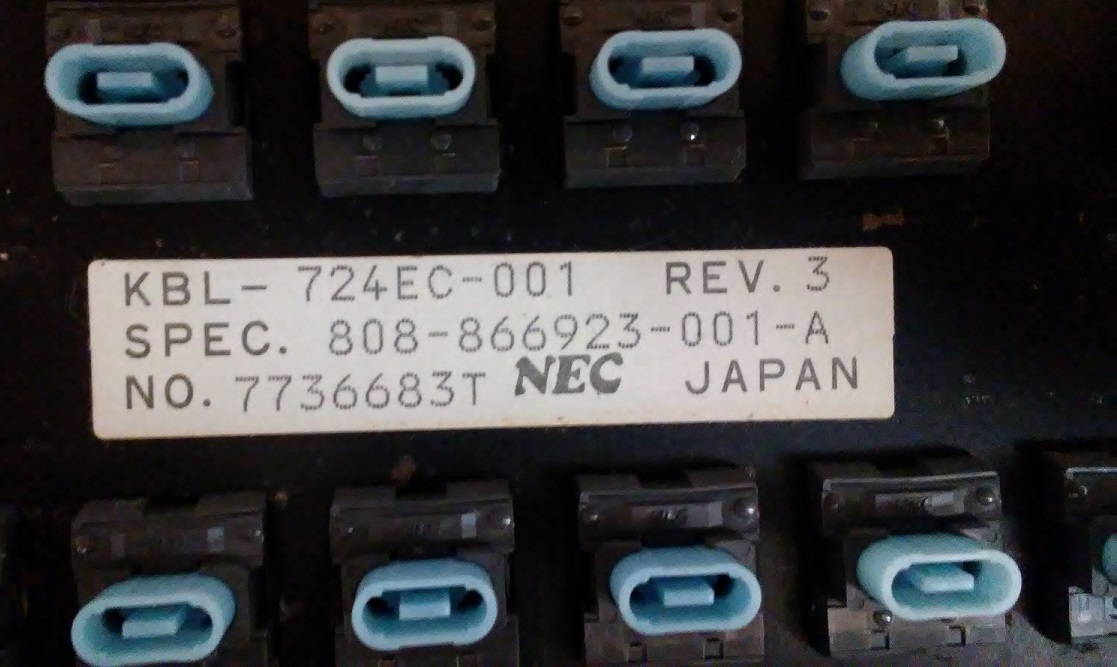 KBL- 724EC-001 REV. 3
SPEC. 808-866923-001-A
NO. 7736683T NEC JAPAN